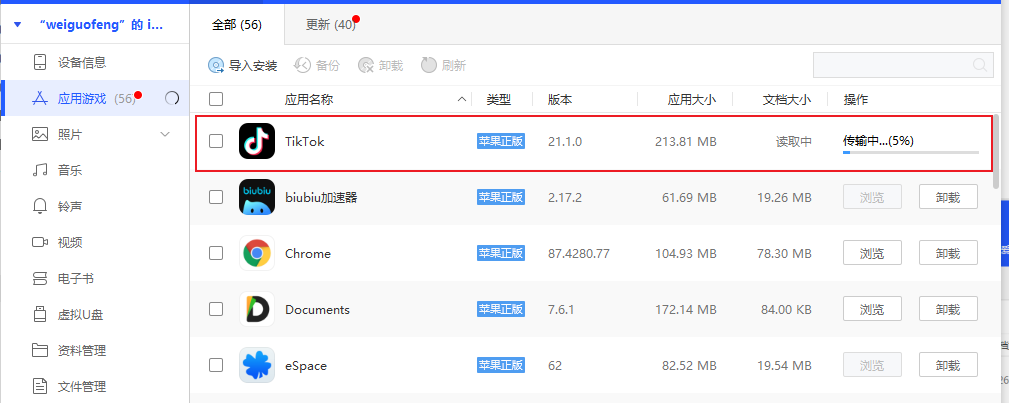 “weiguofeng”的 i...
全部 (56)
更新 (40)
设备信息
导入安装
备份
卸载
刷新
应用游戏 (56)
应用名称
类型
版本
应用大小
文档大小
操作
照片
TikTok
苹果正版
21.1.0
213.81 MB
读取中
传输中...(5%)
音乐
biubiu
biubiu加速器
苹果正版
2.17.2
61.69 MB
19.26 MB
浏览
卸载
铃声
视频
Chrome
苹果正版
87.4280.77
104.93 MB
78.30 MB
浏览
卸载
电子书
Documents
苹果正版
7.6.1
172.14 MB
84.00 KB
浏览
卸载
虚拟U盘
资料管理
eSpace
苹果正版
62
82.52 MB
19.54 MB
浏览
卸载
文件管理